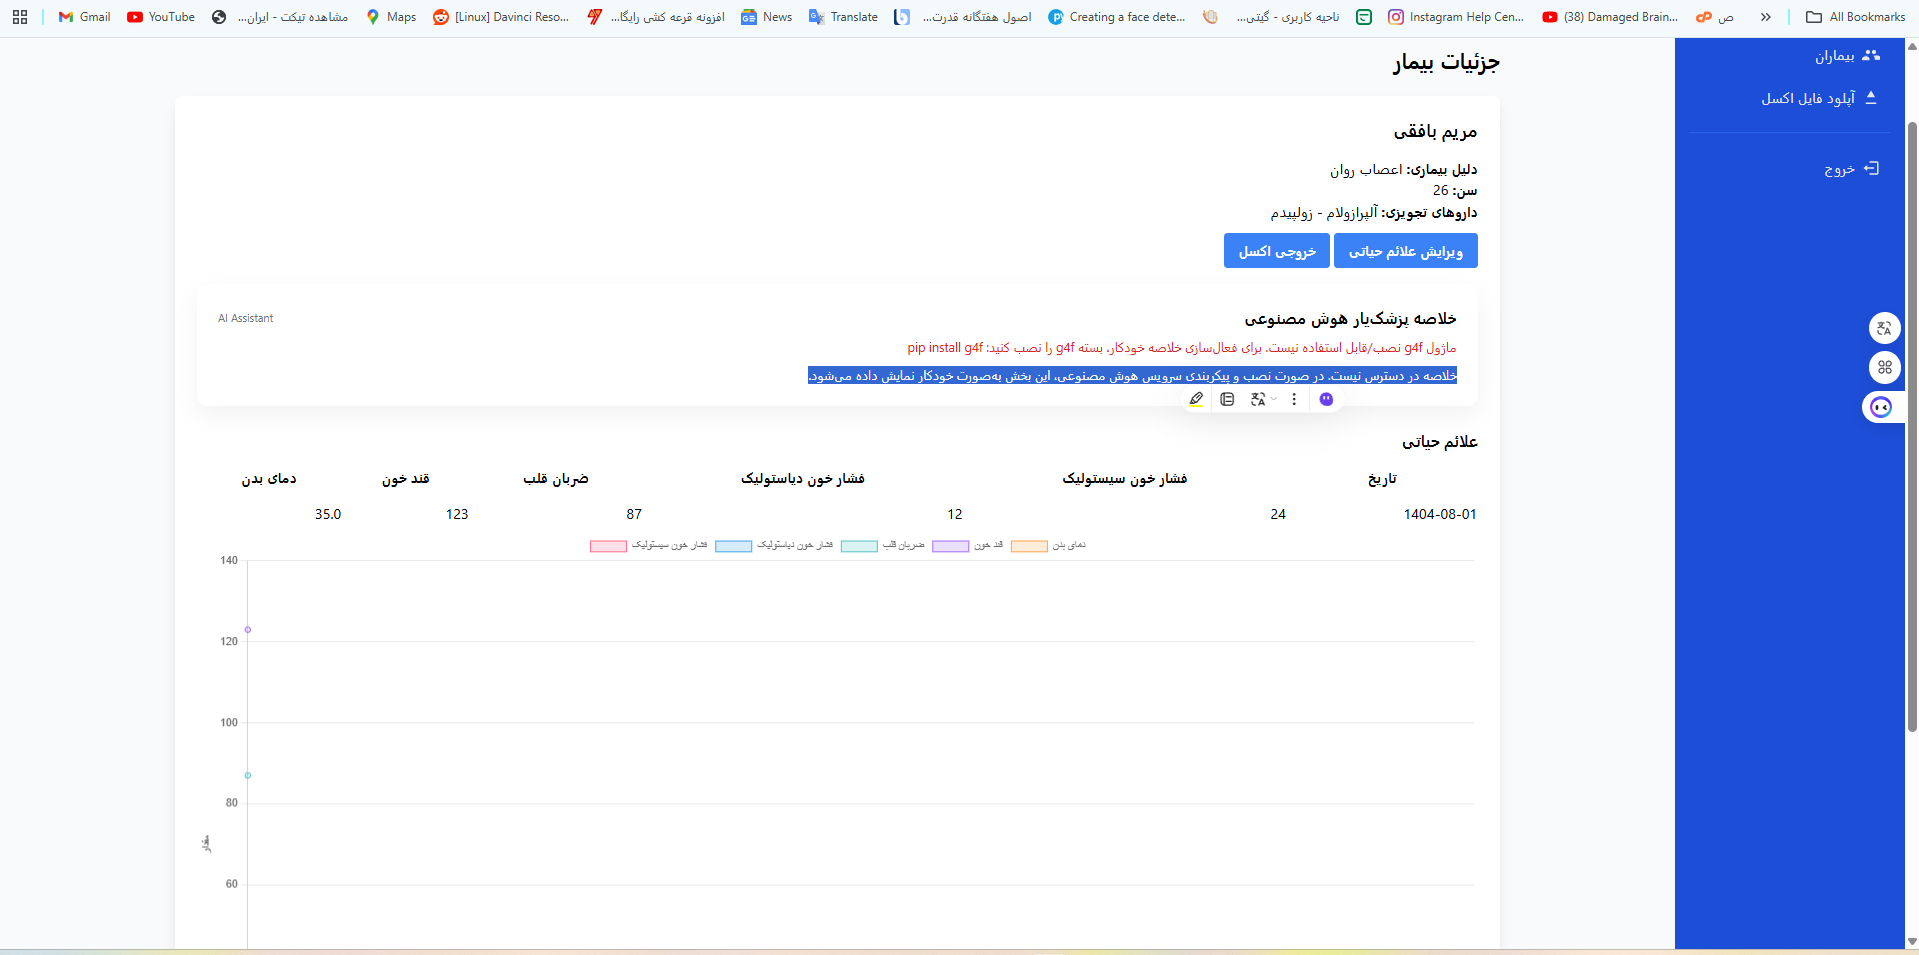 Gmail
YouTube
مشاهده تیکت - ایران...
Maps
[Linux] Davinci Reso...
افزونه قرعه کشی رایگا...
News
Translate
اصول هفتگانه قدرت...
Creating a face dete...
ناحیه کاربری - گیتی...
Instagram Help Cen...
(38) Damaged Brain...
ص
All Bookmarks
بیماران
آپلود فایل اکسل
خروج
جزئیات بیمار
مریم بافقی
دلیل بیماری: اعصاب روان
سن: 26
داروهای تجویزی: آلپرازولام - زولپیدم
ویرایش علائم حیاتی
خروجی اکسل
خلاصه پزشک‌یار هوش مصنوعی
AI Assistant
ماژول g4f نصب/قابل استفاده نیست. برای فعال‌سازی خلاصه خودکار، بسته g4f را نصب کنید: pip install g4f
خلاصه در دسترس نیست. در صورت نصب و پیکربندی سرویس هوش مصنوعی، این بخش به‌صورت خودکار نمایش داده می‌شود.
علائم حیاتی
تاریخ فشار خون سیستولیک فشار خون دیاستولیک ضربان قلب قند خون دمای بدن
1404-08-01 24 12 87 123 35.0
فشار خون سیستولیک فشار خون دیاستولیک ضربان قلب قند خون دمای بدن
140
120
100
80
مقدار
60